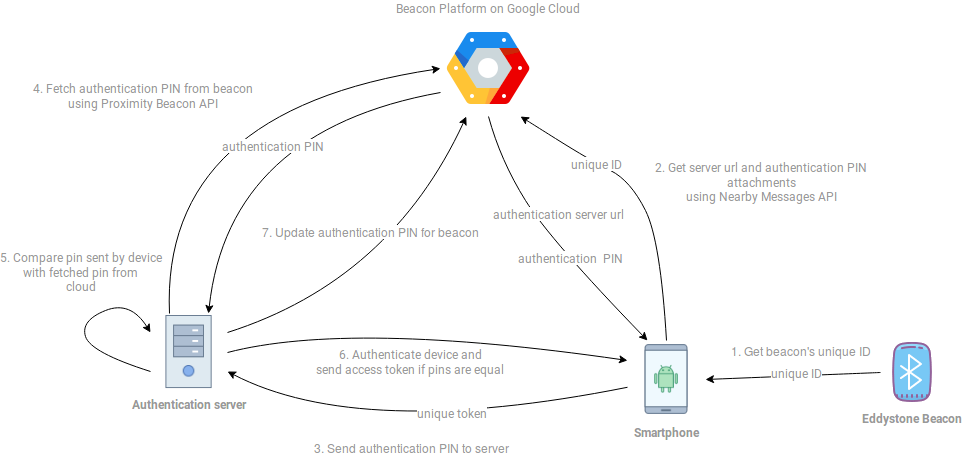 Beacon Platform on Google Cloud
4. Fetch authentication PIN from beacon
using Proximity Beacon API
authentication PIN
unique ID
2. Get server url and authentication PIN
attachments
using Nearby Messages API
authentication server url
7. Update authentication PIN for beacon
authentication  PIN
5. Compare pin sent by device
with fetched pin from
cloud
6. Authenticate device and
send access token if pins are equal
1. Get beacon's unique ID
unique ID
Authentication server
unique token
Smartphone
Eddystone Beacon
3. Send authentication PIN to server